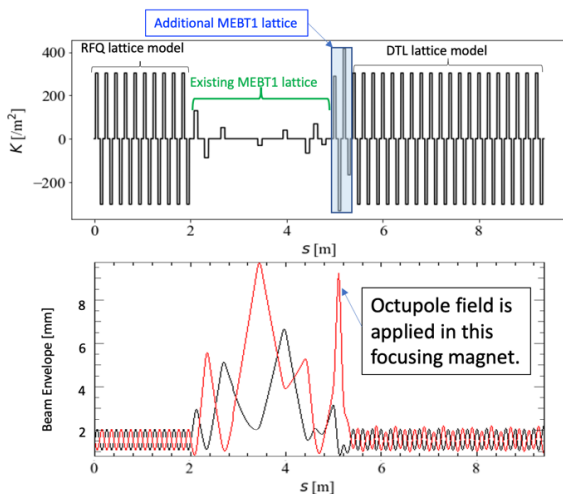 Additional MEBT1 lattice
RFQ lattice model
DTL lattice model
Existing MEBT1 lattice
400
200
0
−200
K [/m²]
0 2 4 6 8
s [m]
Octupole field is
applied in this
focusing magnet.
8
6
4
2
Beam Envelope [mm]
0 2 4 6 8
s [m]